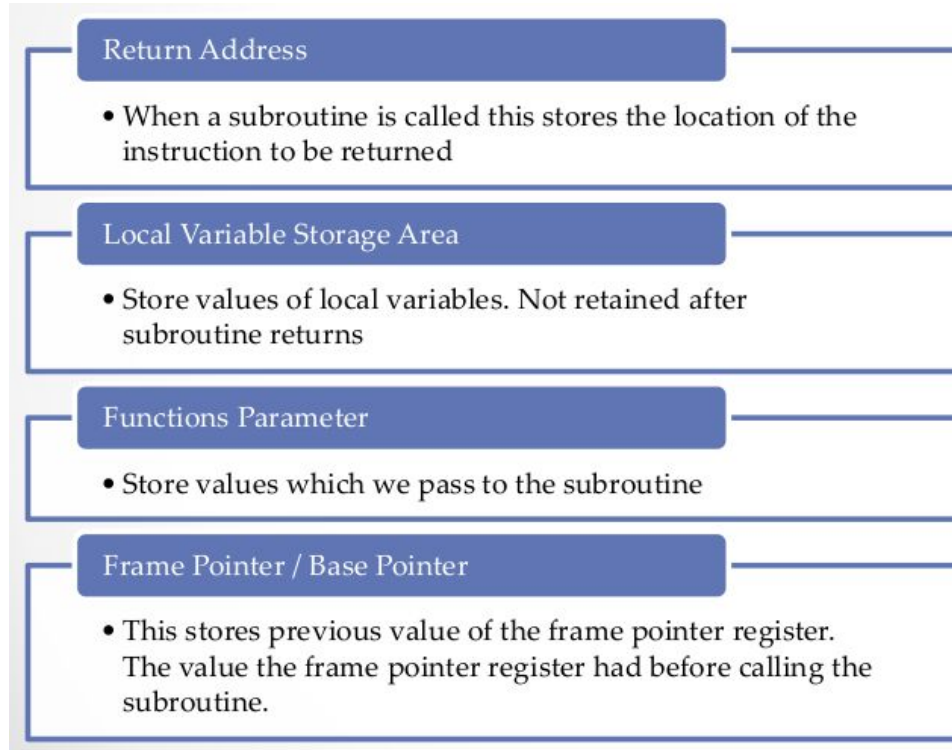 Return Address
• When a subroutine is called this stores the location of the
instruction to be returned
Local Variable Storage Area
• Store values of local variables. Not retained after
subroutine returns
Functions Parameter
• Store values which we pass to the subroutine
Frame Pointer / Base Pointer
• This stores previous value of the frame pointer register.
The value the frame pointer register had before calling the
subroutine.